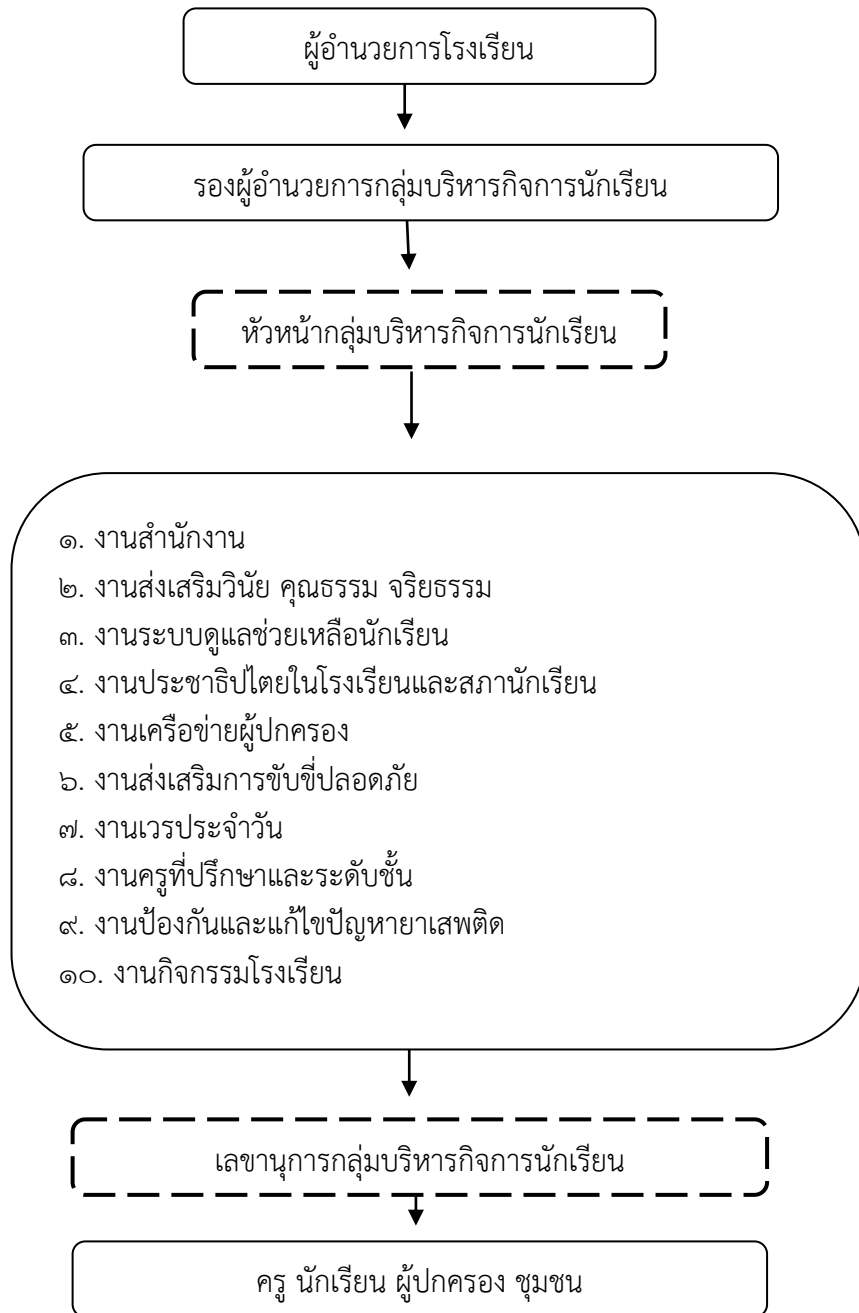 ผู้อำนวยการโรงเรียน
รองผู้อำนวยการกลุ่มบริหารกิจการนักเรียน
หัวหน้ากลุ่มบริหารกิจการนักเรียน
๑. งานสำนักงาน
๒. งานส่งเสริมวินัย คุณธรรม จริยธรรม
๓. งานระบบดูแลช่วยเหลือนักเรียน
๔. งานประชาธิปไตยในโรงเรียนและสภานักเรียน
๕. งานเครือข่ายผู้ปกครอง
๖. งานส่งเสริมการขับขี่ปลอดภัย
๗. งานเวรประจำวัน
๘. งานครูที่ปรึกษาและระดับชั้น
๙. งานป้องกันและแก้ไขปัญหายาเสพติด
๑๐. งานกิจกรรมโรงเรียน
เลขานุการกลุ่มบริหารกิจการนักเรียน
ครู นักเรียน ผู้ปกครอง ชุมชน